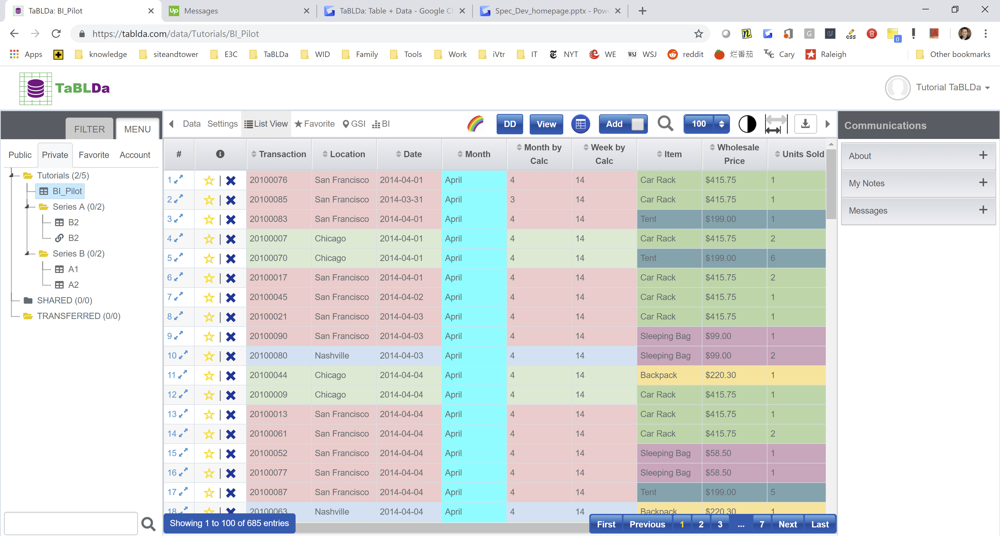 TaBLDa: BI_Pilot
Up Messages
TaBLDa: Table + Data - Google Cl
Spec_Dev_homepage.pptx - Pow
https://tablda.com/data/Tutorials/BI_Pilot
n G CSS 0
Apps knowledge siteandtower E3C TaBLDa WID Family Tools Work iVtr IT NYT WE WSJ WSJ reddit 烂番茄 Cary Raleigh Other bookmarks
TaBLDa
Tutorial TaBLDa
FILTER MENU
Public Private Favorite Account
Tutorials (2/5)
BI_Pilot
Series A (0/2)
B2
B2
Series B (0/2)
A1
A2
SHARED (0/0)
TRANSFERRED (0/0)
Data Settings List View Favorite GSI BI DD View Add 100
# Transaction Location Date Month Month by Calc Week by Calc Item Wholesale Price Units Sold
1 20100076 San Francisco 2014-04-01 April 4 14 Car Rack $415.75 1
2 20100085 San Francisco 2014-03-31 April 3 14 Car Rack $415.75 1
3 20100083 San Francisco 2014-04-01 April 4 14 Tent $199.00 1
4 20100007 Chicago 2014-04-01 April 4 14 Car Rack $415.75 2
5 20100070 Chicago 2014-04-01 April 4 14 Tent $199.00 6
6 20100017 San Francisco 2014-04-01 April 4 14 Car Rack $415.75 2
7 20100045 San Francisco 2014-04-02 April 4 14 Car Rack $415.75 1
8 20100021 San Francisco 2014-04-03 April 4 14 Car Rack $415.75 1
9 20100090 San Francisco 2014-04-03 April 4 14 Sleeping Bag $99.00 1
10 20100080 Nashville 2014-04-03 April 4 14 Sleeping Bag $99.00 2
11 20100044 Chicago 2014-04-04 April 4 14 Backpack $220.30 1
12 20100009 Chicago 2014-04-04 April 4 14 Car Rack $415.75 1
13 20100013 San Francisco 2014-04-04 April 4 14 Car Rack $415.75 1
14 20100061 San Francisco 2014-04-04 April 4 14 Car Rack $415.75 2
15 20100052 San Francisco 2014-04-04 April 4 14 Sleeping Bag $58.50 1
16 20100077 San Francisco 2014-04-04 April 4 14 Sleeping Bag $58.50 1
17 20100087 San Francisco 2014-04-04 April 4 14 Tent $199.00 5
18 20100063 Nashville 2014-04-04 April 4 14 Backpack $220.30 1
Showing 1 to 100 of 685 entries
First Previous 1 2 3 ... 7 Next Last
Communications
About +
My Notes +
Messages +